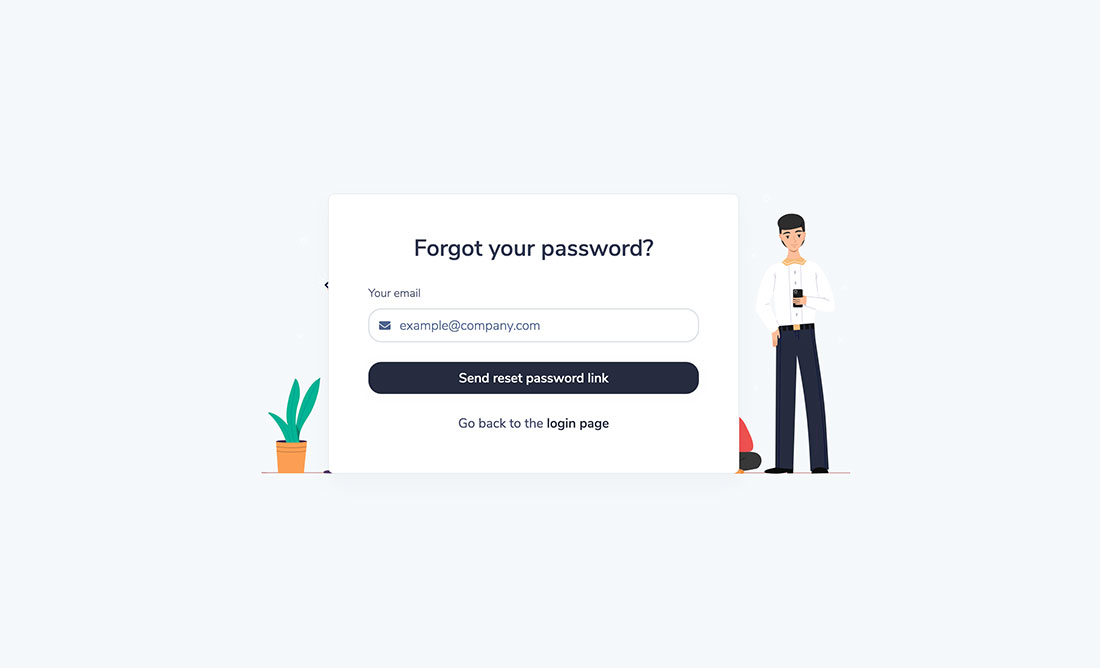 Forgot your password?
Your email
example@company.com
Send reset password link
Go back to the login page